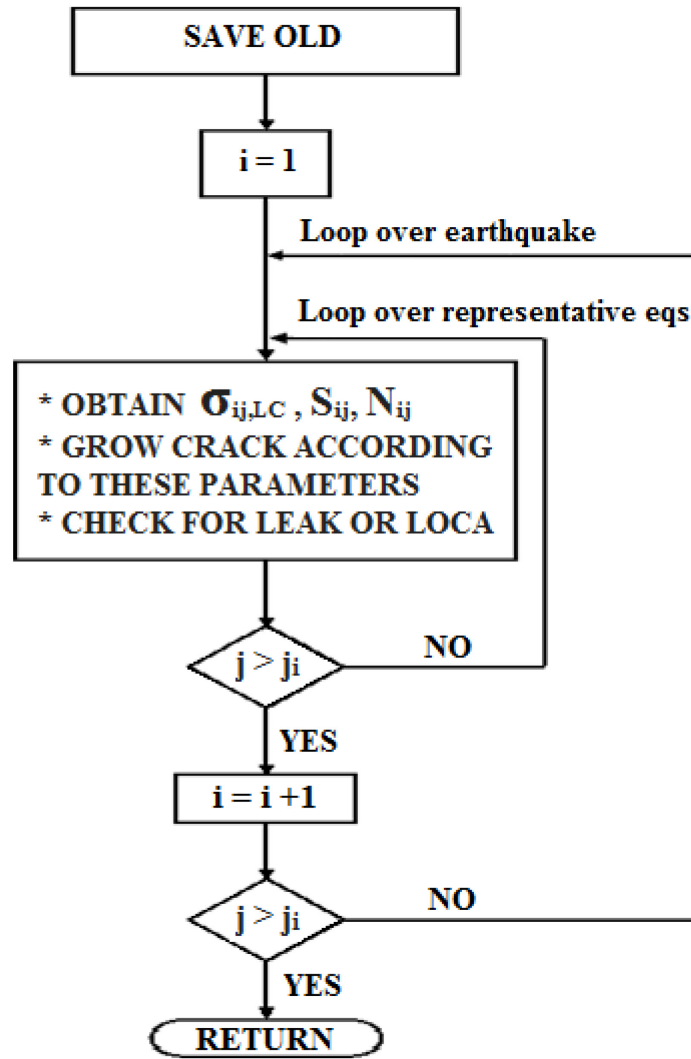 SAVE OLD
i = 1
Loop over earthquake
Loop over representative eqs
* OBTAIN σij,LC , Sij, Nij
* GROW CRACK ACCORDING
TO THESE PARAMETERS
* CHECK FOR LEAK OR LOCA
j > ji
NO
YES
i = i +1
j > ji
NO
YES
RETURN